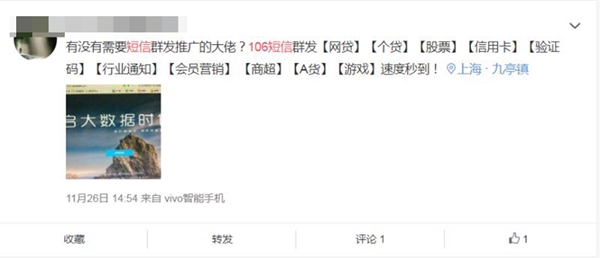 有没有需要短信群发推广的大佬？106短信群发【网贷】【个贷】【股票】【信用卡】【验证
码】【行业通知】【会员营销】 【商超】【A货】【游戏】速度秒到！ 上海·九亭镇
大数据时
11月26日 14:54 来自 vivo智能手机
收藏 转发 评论 1 1